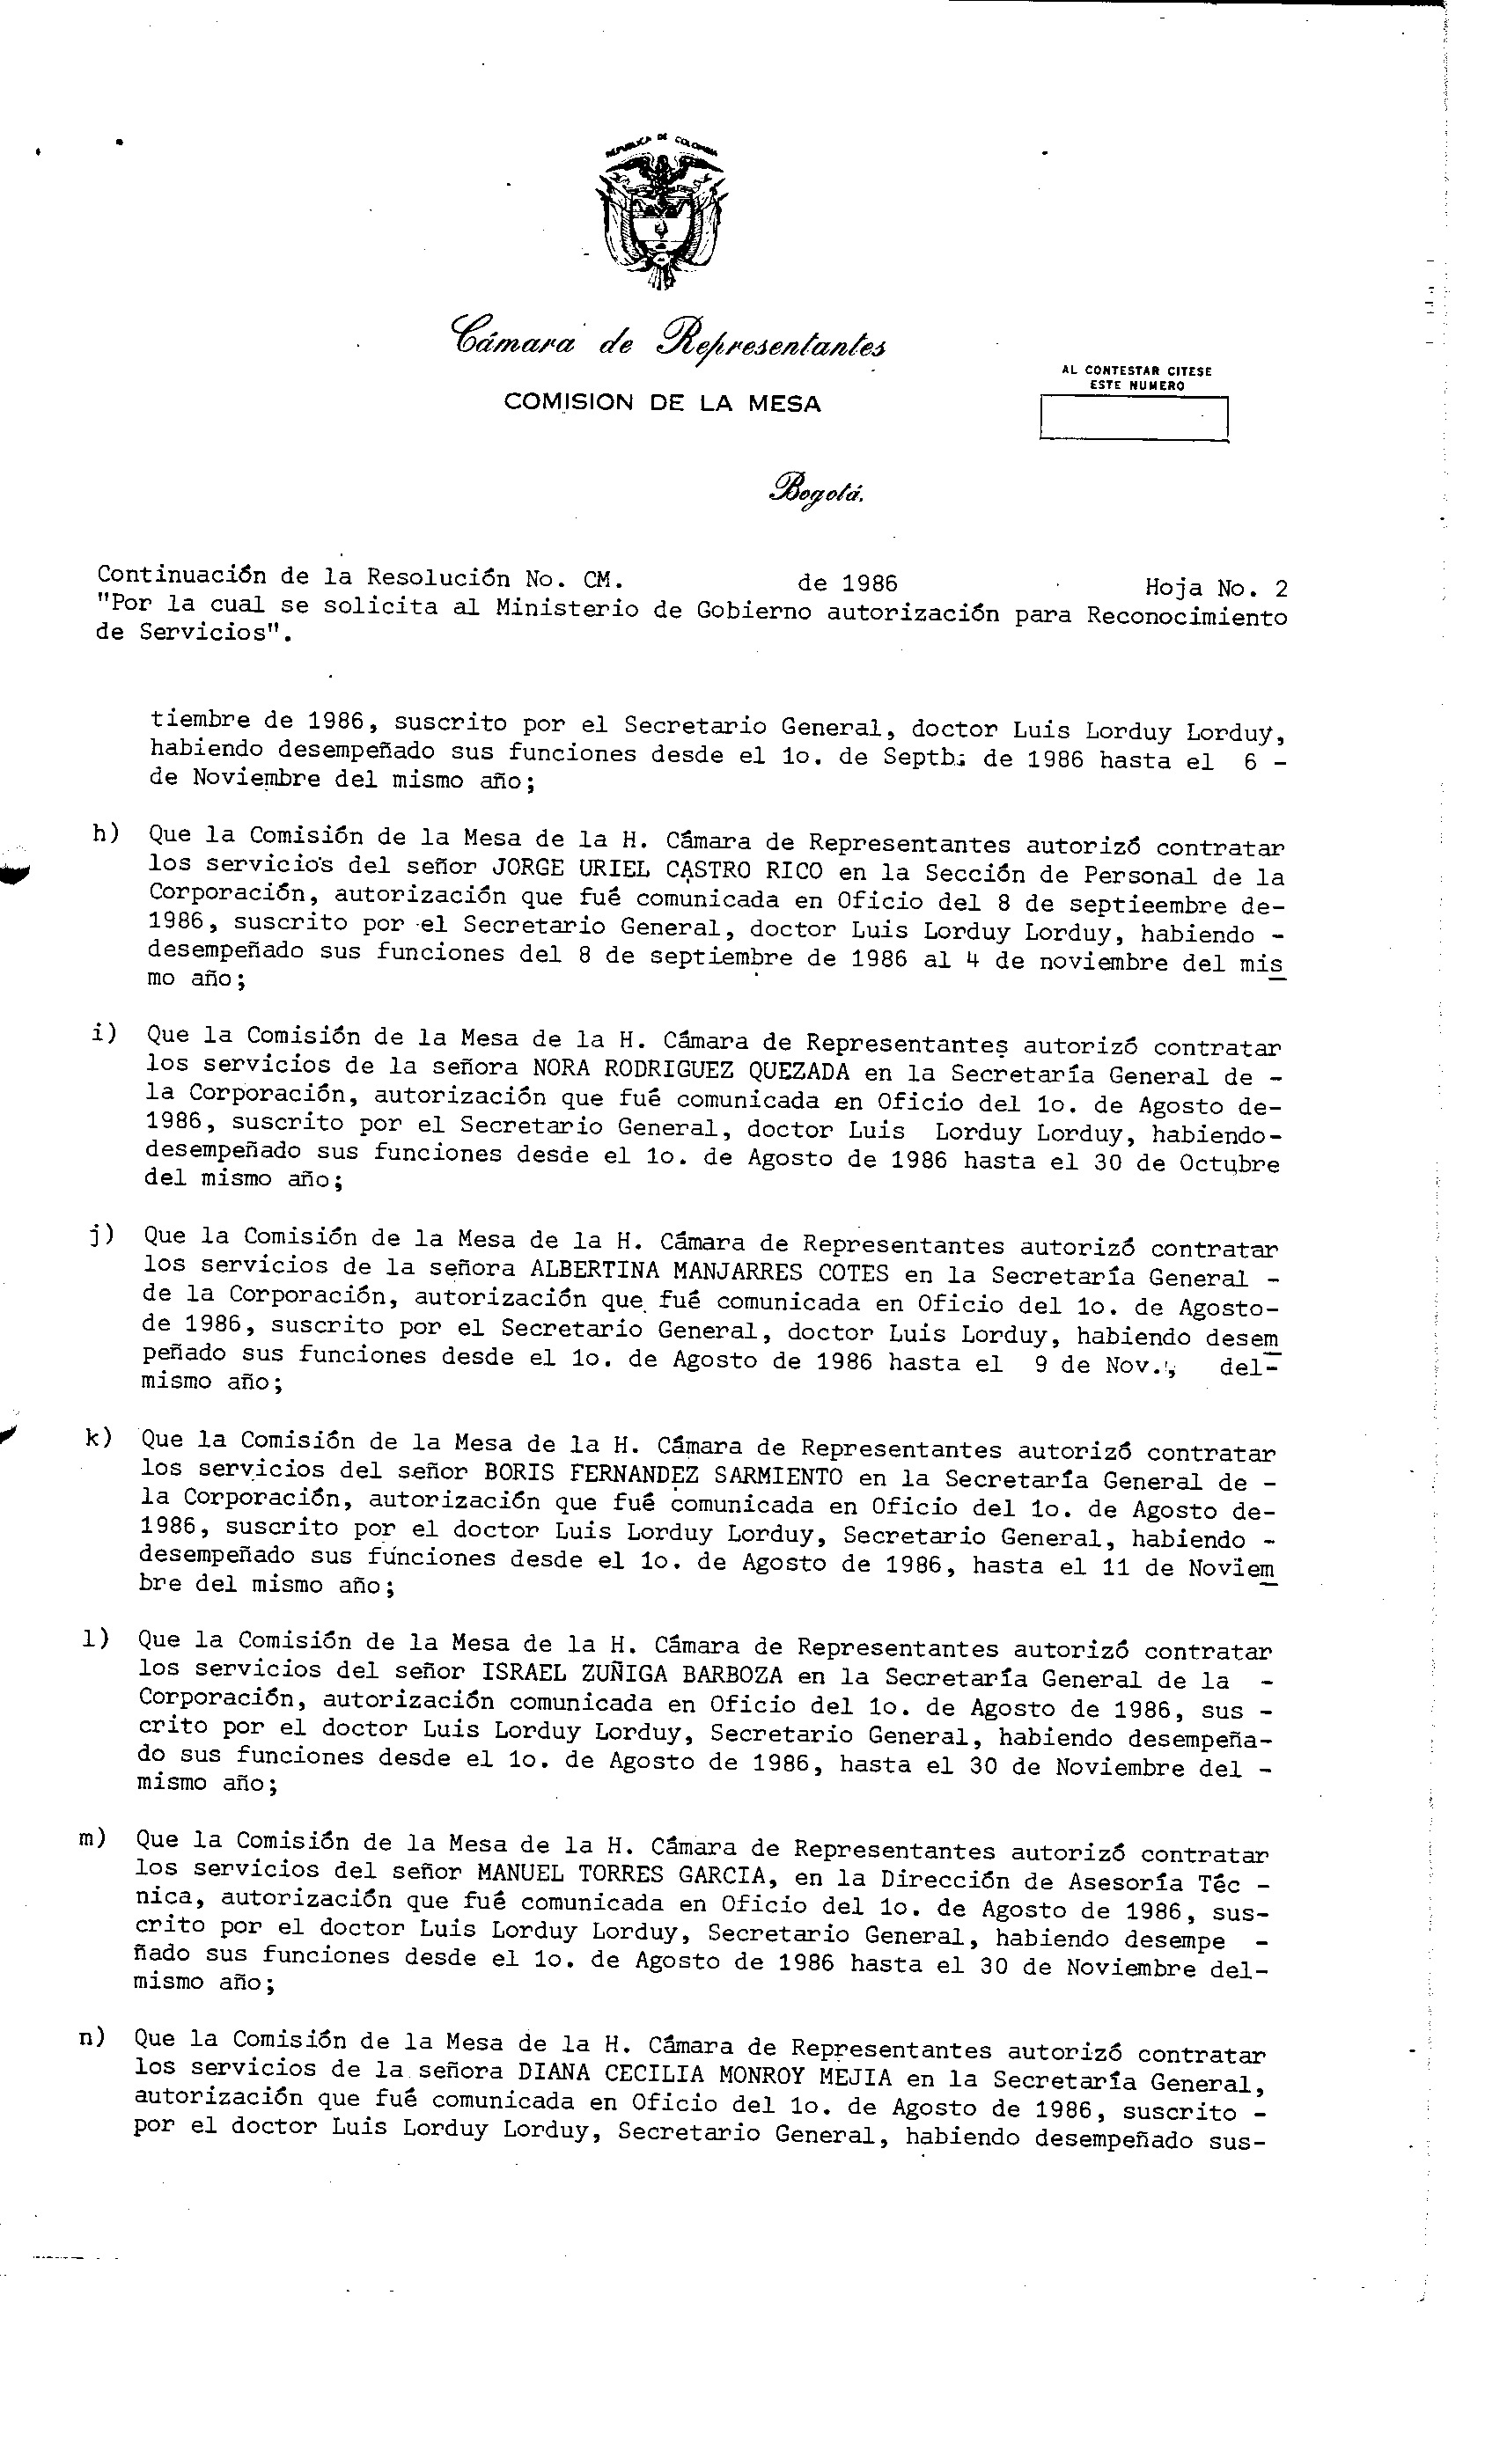 REPUBLICA DE COLOMBIA
Cámara de Representantes
COMISION DE LA MESA
AL CONTESTAR CITESE
ESTE NUMERO
Bogotá.
Continuación de la Resolución No. CM. de 1986 Hoja No. 2
"Por la cual se solicita al Ministerio de Gobierno autorización para Reconocimiento
de Servicios".
tiembre de 1986, suscrito por el Secretario General, doctor Luis Lorduy Lorduy,
habiendo desempeñado sus funciones desde el 1o. de Septb. de 1986 hasta el 6 -
de Noviembre del mismo año;
h) Que la Comisión de la Mesa de la H. Cámara de Representantes autorizó contratar
los servicios del señor JORGE URIEL CASTRO RICO en la Sección de Personal de la
Corporación, autorización que fué comunicada en Oficio del 8 de septieembre de-
1986, suscrito por el Secretario General, doctor Luis Lorduy Lorduy, habiendo -
desempeñado sus funciones del 8 de septiembre de 1986 al 4 de noviembre del mis
mo año;
i) Que la Comisión de la Mesa de la H. Cámara de Representantes autorizó contratar
los servicios de la señora NORA RODRIGUEZ QUEZADA en la Secretaría General de -
la Corporación, autorización que fué comunicada en Oficio del 1o. de Agosto de-
1986, suscrito por el Secretario General, doctor Luis Lorduy Lorduy, habiendo-
desempeñado sus funciones desde el 1o. de Agosto de 1986 hasta el 30 de Octubre
del mismo año;
j) Que la Comisión de la Mesa de la H. Cámara de Representantes autorizó contratar
los servicios de la señora ALBERTINA MANJARRES COTES en la Secretaría General -
de la Corporación, autorización que fué comunicada en Oficio del 1o. de Agosto-
de 1986, suscrito por el Secretario General, doctor Luis Lorduy, habiendo desem
peñado sus funciones desde el 1o. de Agosto de 1986 hasta el 9 de Nov., del-
mismo año;
k) Que la Comisión de la Mesa de la H. Cámara de Representantes autorizó contratar
los servicios del señor BORIS FERNANDEZ SARMIENTO en la Secretaría General de -
la Corporación, autorización que fué comunicada en Oficio del 1o. de Agosto de-
1986, suscrito por el doctor Luis Lorduy Lorduy, Secretario General, habiendo -
desempeñado sus funciones desde el 1o. de Agosto de 1986, hasta el 11 de Noviem
bre del mismo año;
l) Que la Comisión de la Mesa de la H. Cámara de Representantes autorizó contratar
los servicios del señor ISRAEL ZUÑIGA BARBOZA en la Secretaría General de la -
Corporación, autorización comunicada en Oficio del 1o. de Agosto de 1986, sus -
crito por el doctor Luis Lorduy Lorduy, Secretario General, habiendo desempeña-
do sus funciones desde el 1o. de Agosto de 1986, hasta el 30 de Noviembre del -
mismo año;
m) Que la Comisión de la Mesa de la H. Cámara de Representantes autorizó contratar
los servicios del señor MANUEL TORRES GARCIA, en la Dirección de Asesoría Téc -
nica, autorización que fué comunicada en Oficio del 1o. de Agosto de 1986, sus-
crito por el doctor Luis Lorduy Lorduy, Secretario General, habiendo desempe -
ñado sus funciones desde el 1o. de Agosto de 1986 hasta el 30 de Noviembre del-
mismo año;
n) Que la Comisión de la Mesa de la H. Cámara de Representantes autorizó contratar
los servicios de la señora DIANA CECILIA MONROY MEJIA en la Secretaría General,
autorización que fué comunicada en Oficio del 1o. de Agosto de 1986, suscrito -
por el doctor Luis Lorduy Lorduy, Secretario General, habiendo desempeñado sus-